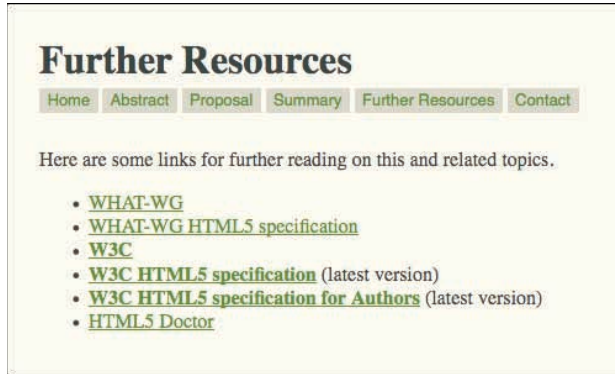 Further Resources
Home Abstract Proposal Summary Further Resources Contact
Here are some links for further reading on this and related topics.
• WHAT-WG
• WHAT-WG HTML5 specification
• W3C
• W3C HTML5 specification (latest version)
• W3C HTML5 specification for Authors (latest version)
• HTML5 Doctor